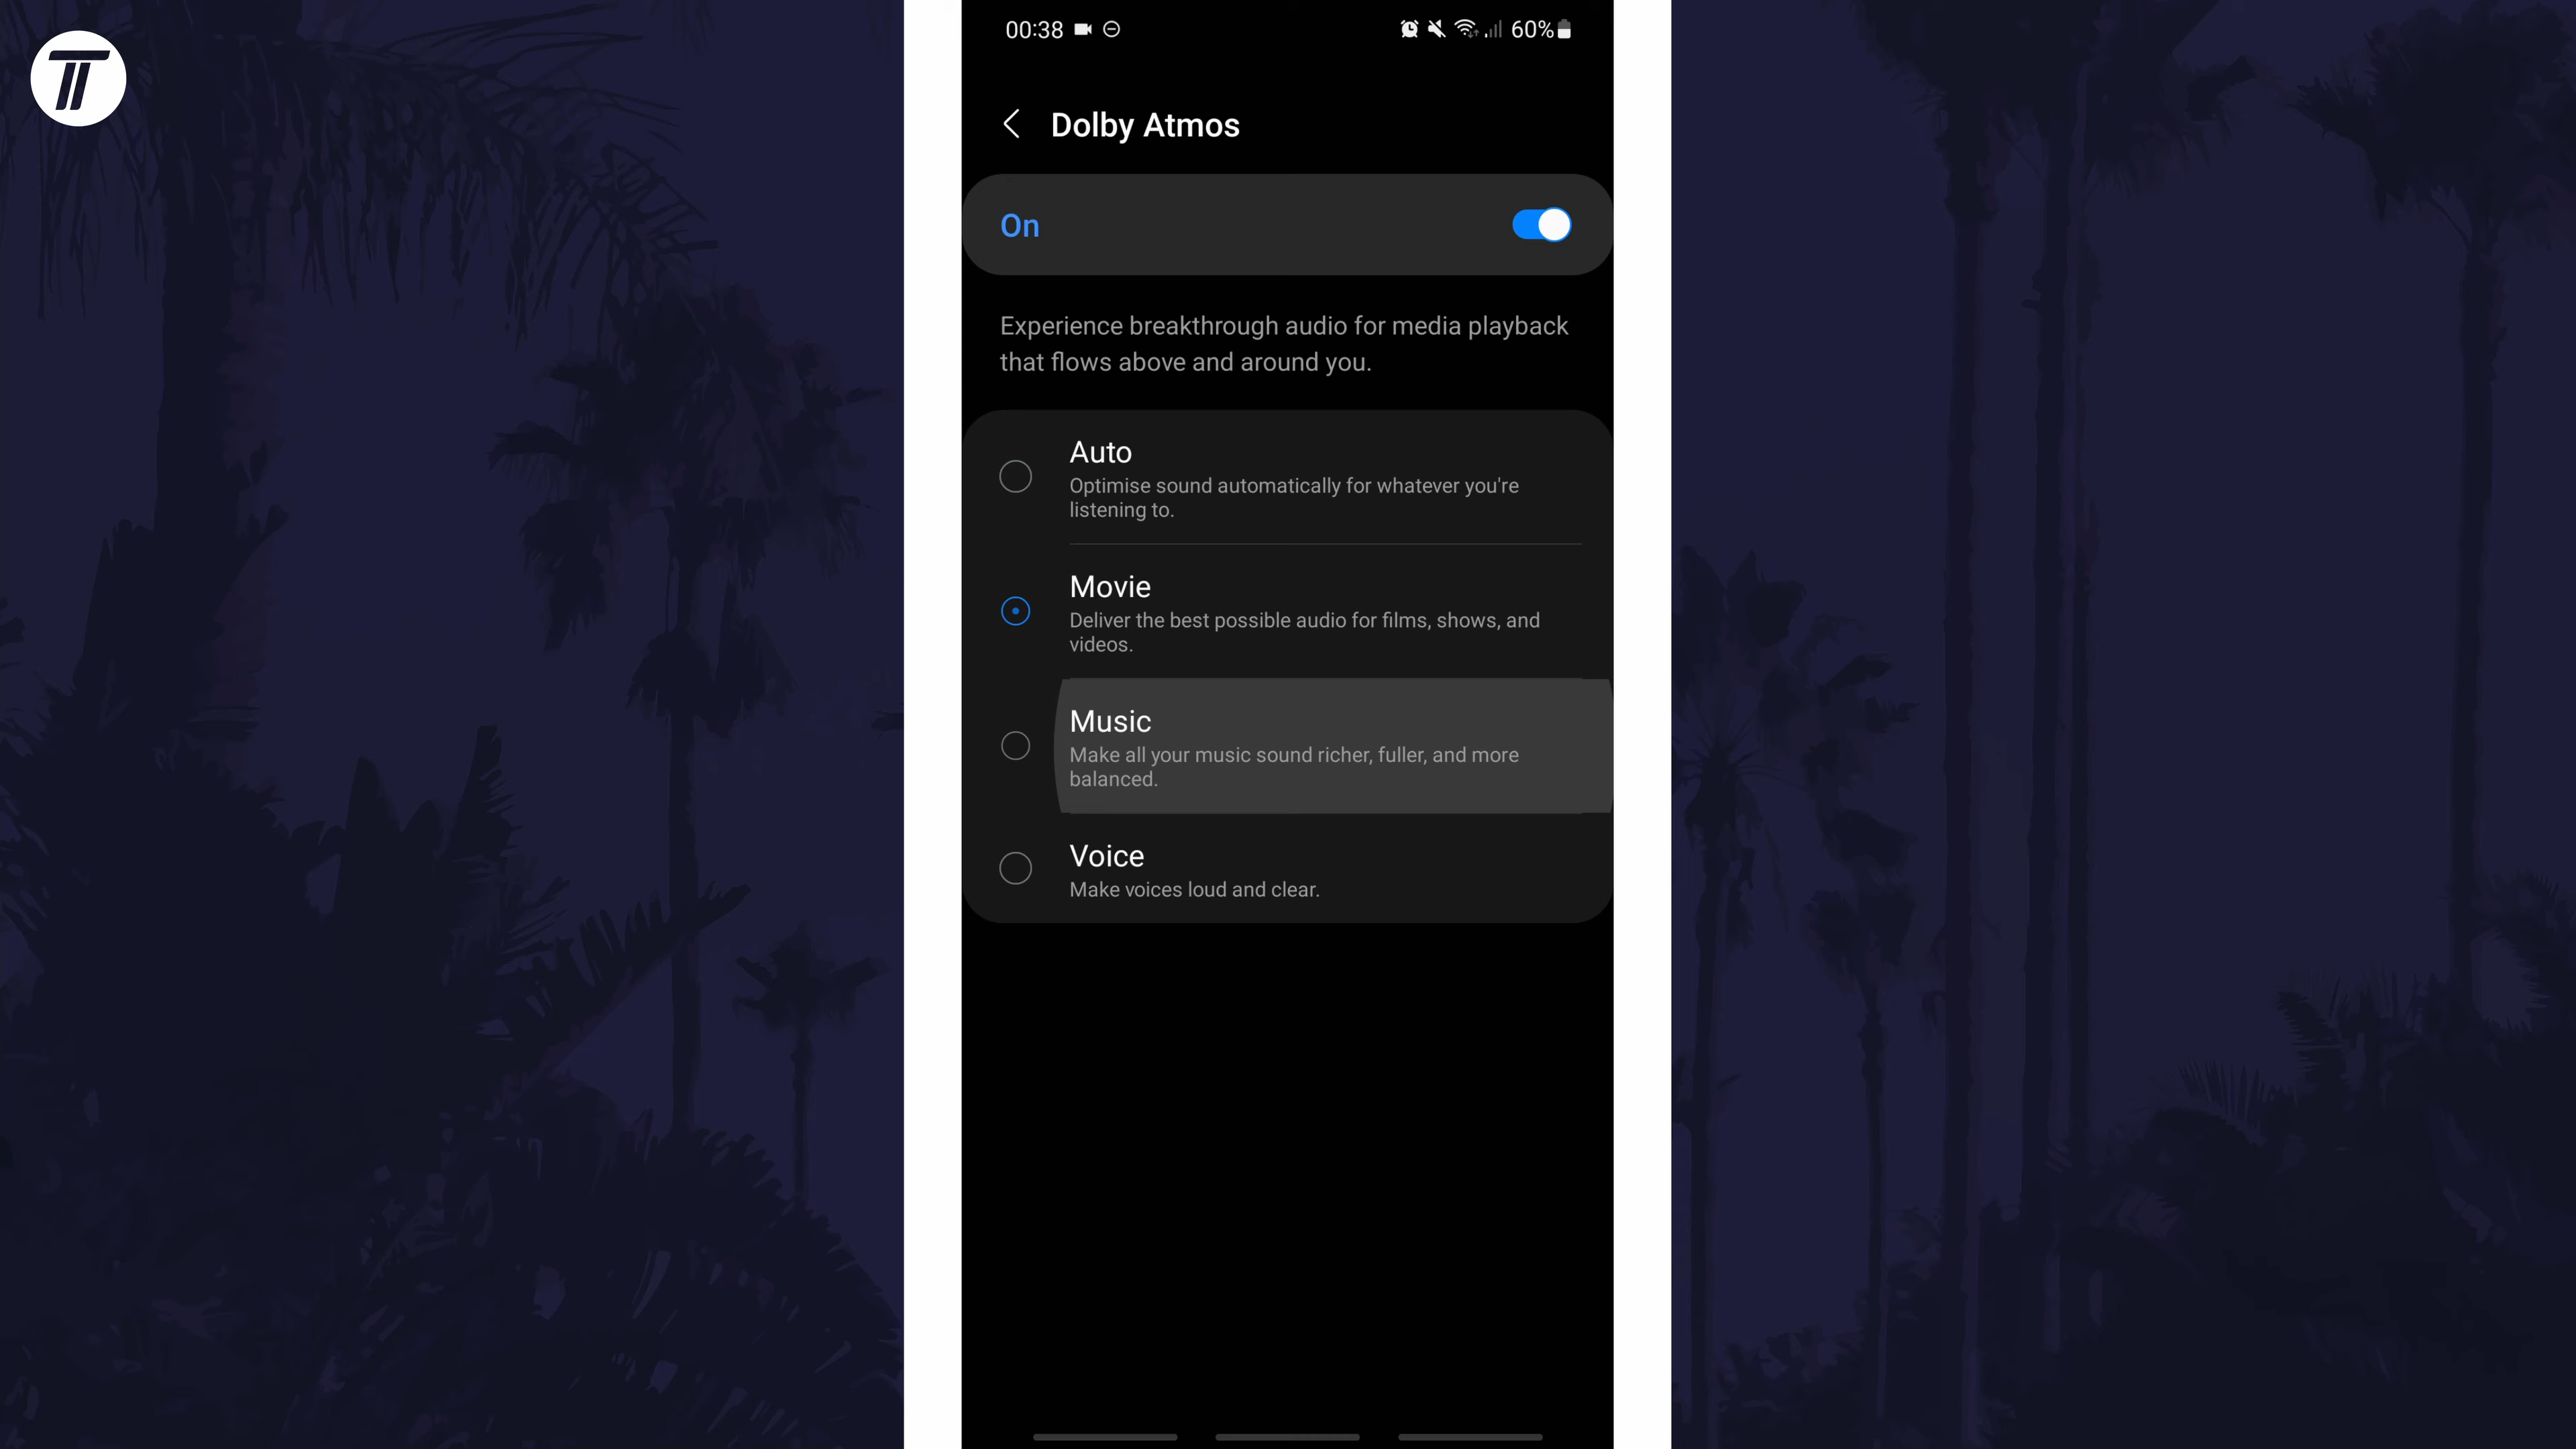 00:38
60%
Dolby Atmos
On
Experience breakthrough audio for media playback
that flows above and around you.
Auto
Optimise sound automatically for whatever you're
listening to.
Movie
Deliver the best possible audio for films, shows, and
videos.
Music
Make all your music sound richer, fuller, and more
balanced.
Voice
Make voices loud and clear.